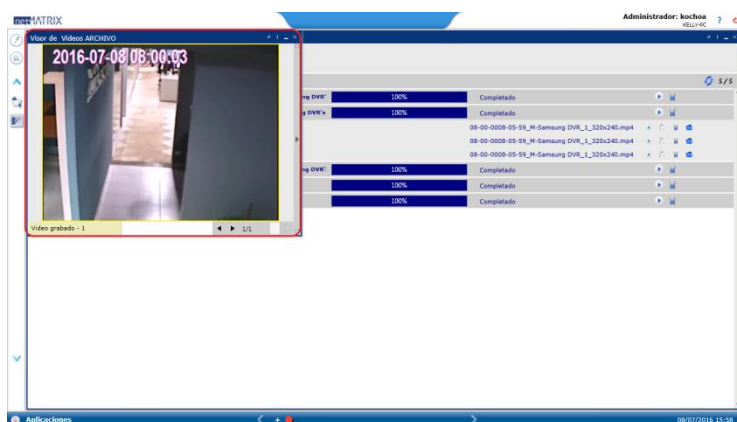 netMATRIX
Administrador: kochoa
KELLY-PC
?
Visor de Videos ARCHIVO
2016-07-08 08:00:03
5/5
ng DVR'
100%
Completado
g DVR's
100%
Completado
08-00-0008-05-59_M-Samsung DVR_1_320x240.mp4
08-00-0008-05-59_M-Samsung DVR_1_320x240.mp4
08-00-0008-05-59_M-Samsung DVR_1_320x240.mp4
ng DVR'
100%
Completado
100%
Completado
100%
Completado
Video grabado - 1
1/1
Aplicaciones
08/07/2016 15:58